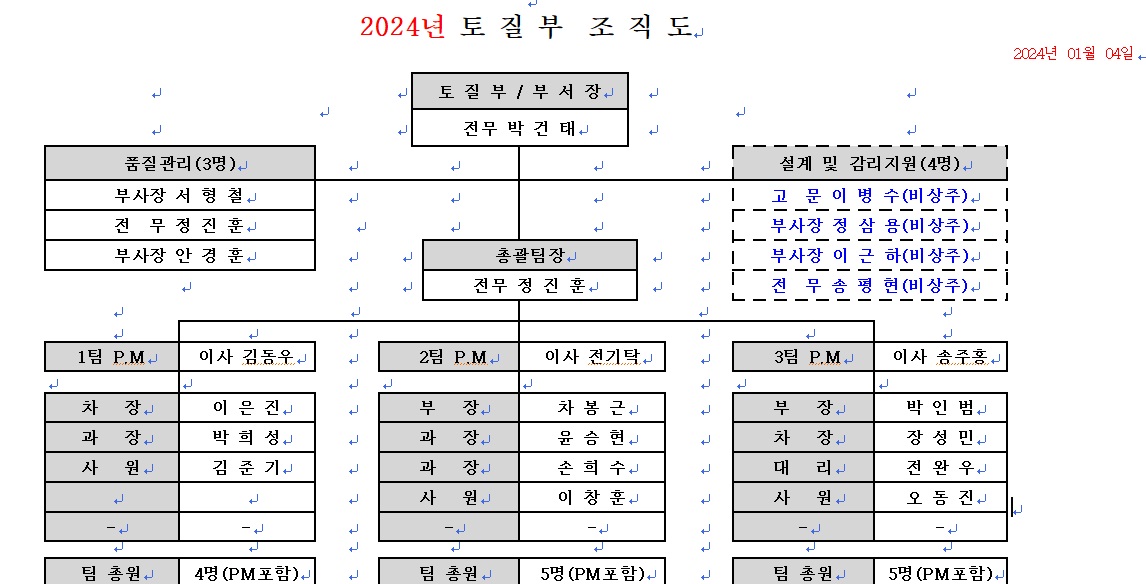 2024년 토 질 부 조 직 도
2024년 01월 04일
토 질 부 / 부 서 장
전무 박 건 태
품질관리(3명)
부사장 서 형 철
전 무 정 진 훈
부사장 안 경 훈
설계 및 감리지원(4명)
고 문 이 병 수(비상주)
부사장 정 삼 용(비상주)
부사장 이 근 하(비상주)
전 무 송 평 현(비상주)
총괄팀장
전무 정 진 훈
1팀 P.M 이사 김동우
차 장 이 은 진
과 장 박 희 성
사 원 김 준 기
- -
팀 총원 4명(PM포함)
2팀 P.M 이사 전기탁
부 장 차 봉 근
과 장 윤 승 현
과 장 손 희 수
사 원 이 창 훈
- -
팀 총원 5명(PM포함)
3팀 P.M 이사 송주홍
부 장 박 인 범
차 장 장 성 민
대 리 전 완 우
사 원 오 동 진
- -
팀 총원 5명(PM포함)